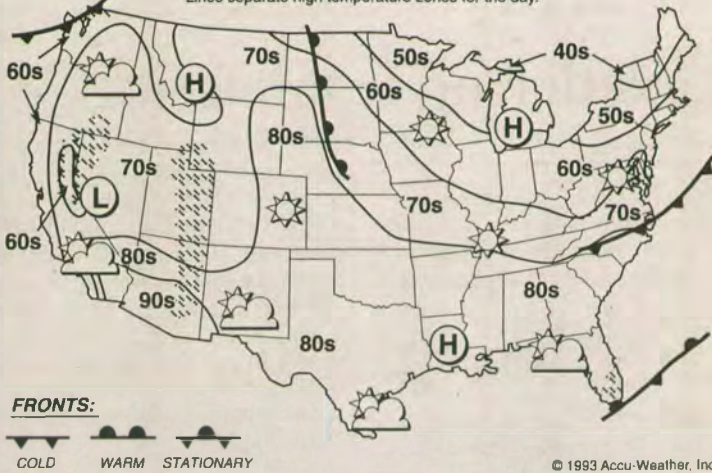 Lines separate high temperature zones for the day.
70s
50s
40s
60s
H
60s
H
50s
80s
70s
60s
L
70s
70s
60s
80s
90s
80s
80s
H
FRONTS:
COLD WARM STATIONARY
© 1993 Accu-Weather, Inc